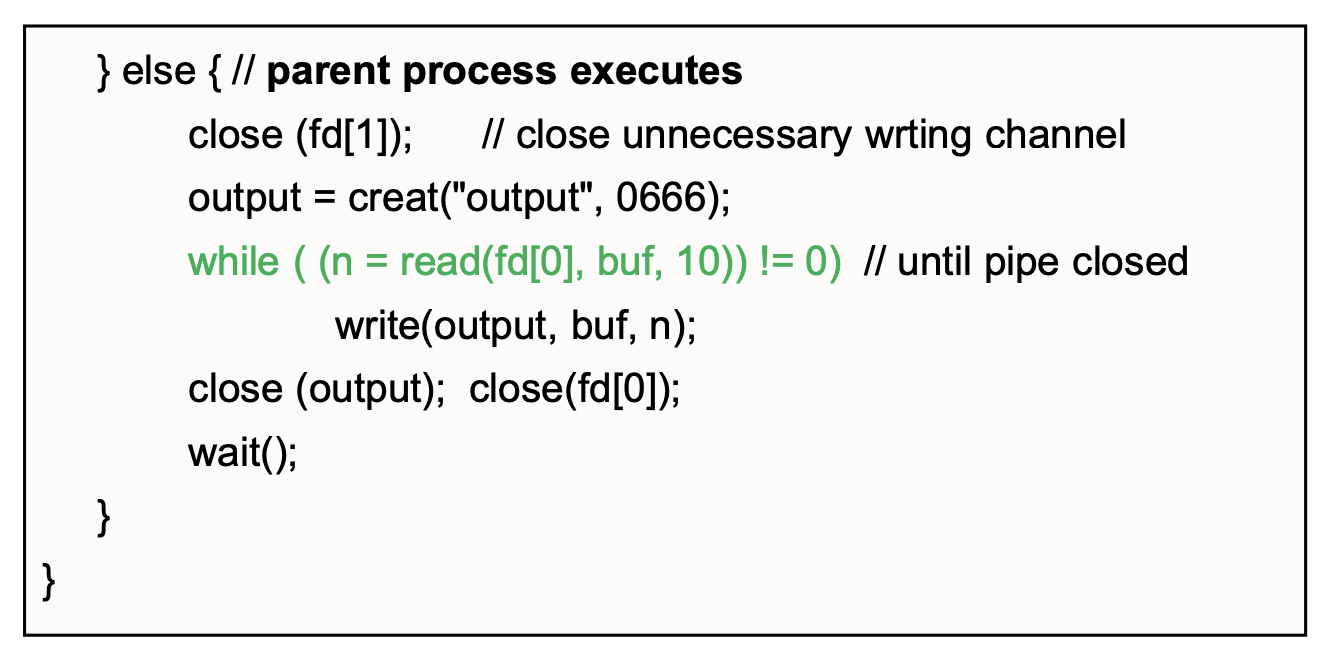 } else { // parent process executes
close (fd[1]); // close unnecessary wrting channel
output = creat("output", 0666);
while ( (n = read(fd[0], buf, 10)) != 0) // until pipe closed
write(output, buf, n);
close (output); close(fd[0]);
wait();
}
}